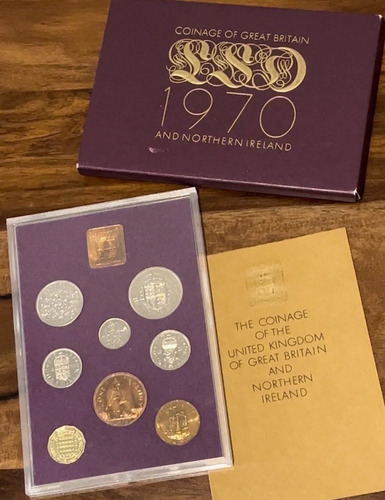 COINAGE OF GREAT BRITAIN
LSD
1970
AND NORTHERN IRELAND
THE COINAGE
OF THE
UNITED KINGDOM
OF GREAT BRITAIN
AND
NORTHERN
IRELAND